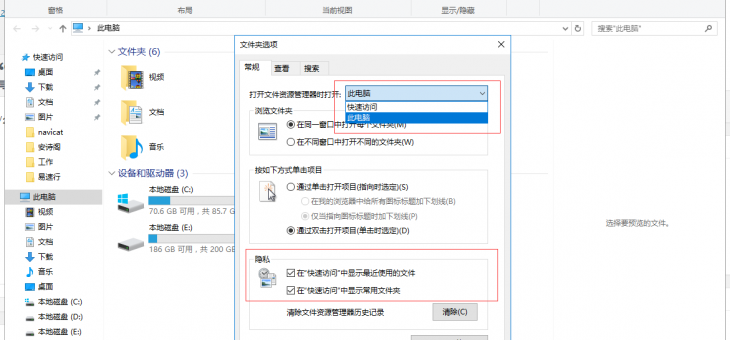 窗格
布局
当前视图
显示/隐藏
此电脑
搜索"此电脑"
快速访问
桌面
下载
文档
图片
navicat
安诗阁
工作
易速行
此电脑
视频
图片
文档
下载
音乐
桌面
本地磁盘 (C:)
本地磁盘 (D:)
本地磁盘 (E:)
文件夹 (6)
视频
文档
音乐
设备和驱动器 (3)
本地磁盘 (C:)
70.6 GB 可用，共 85.7 G
本地磁盘 (E:)
186 GB 可用，共 200 G
文件夹选项
常规
查看
搜索
打开文件资源管理器时打开:
此电脑
快速访问
此电脑
浏览文件夹
在同一窗口中打开每个文件夹(M)
在不同窗口中打开不同的文件夹(W)
按如下方式单击项目
通过单击打开项目(指向时选定)(S)
在我的浏览器中给所有图标标题加下划线(B)
仅当指向图标标题时加下划线(P)
通过双击打开项目(单击时选定)(D)
隐私
在"快速访问"中显示最近使用的文件
在"快速访问"中显示常用文件夹
清除文件资源管理器历史记录
清除(C)
选择要预览的文件。